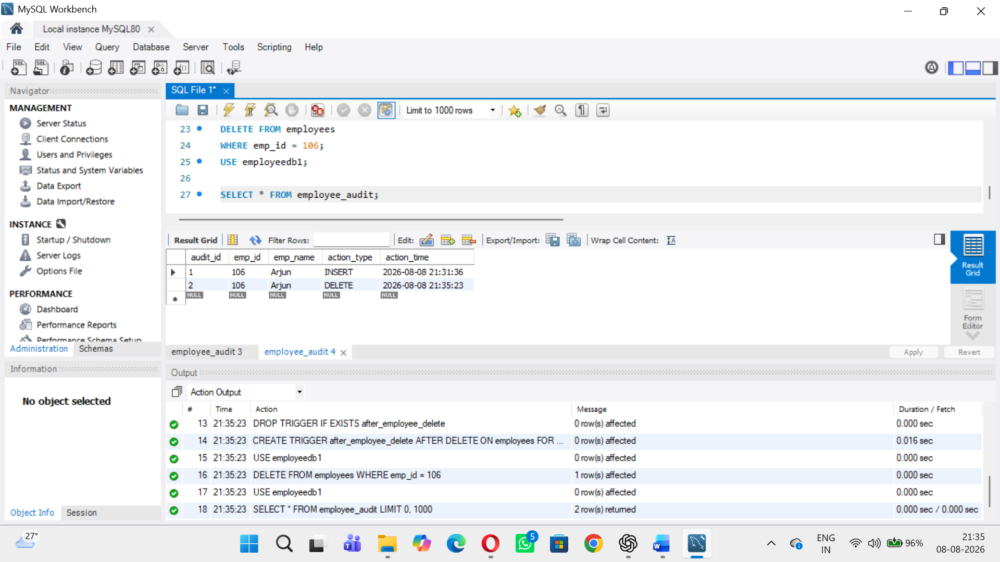 MySQL Workbench
Local instance MySQL80
File Edit View Query Database Server Tools Scripting Help
Navigator
MANAGEMENT
Server Status
Client Connections
Users and Privileges
Status and System Variables
Data Export
Data Import/Restore
INSTANCE
Startup / Shutdown
Server Logs
Options File
PERFORMANCE
Dashboard
Performance Reports
Performance Schema Setup
Administration Schemas
Information
No object selected
Object Info Session
SQL File 1*
Limit to 1000 rows
23 DELETE FROM employees
24 WHERE emp_id = 106;
25 USE employeedb1;
26
27 SELECT * FROM employee_audit;
Result Grid Filter Rows: Edit: Export/Import: Wrap Cell Content:
audit_id emp_id emp_name action_type action_time
1 106 Arjun INSERT 2026-08-08 21:31:36
2 106 Arjun DELETE 2026-08-08 21:35:23
NULL NULL NULL NULL NULL
Result
Grid
Form
Editor
employee_audit 3 employee_audit 4 Apply Revert
Output
Action Output
# Time Action Message Duration / Fetch
13 21:35:23 DROP TRIGGER IF EXISTS after_employee_delete 0 row(s) affected 0.000 sec
14 21:35:23 CREATE TRIGGER after_employee_delete AFTER DELETE ON employees FOR ... 0 row(s) affected 0.016 sec
15 21:35:23 USE employeedb1 0 row(s) affected 0.000 sec
16 21:35:23 DELETE FROM employees WHERE emp_id = 106 1 row(s) affected 0.000 sec
17 21:35:23 USE employeedb1 0 row(s) affected 0.000 sec
18 21:35:23 SELECT * FROM employee_audit LIMIT 0, 1000 2 row(s) returned 0.000 sec / 0.000 sec
27°
5
ENG
IN
96%
21:35
08-08-2026